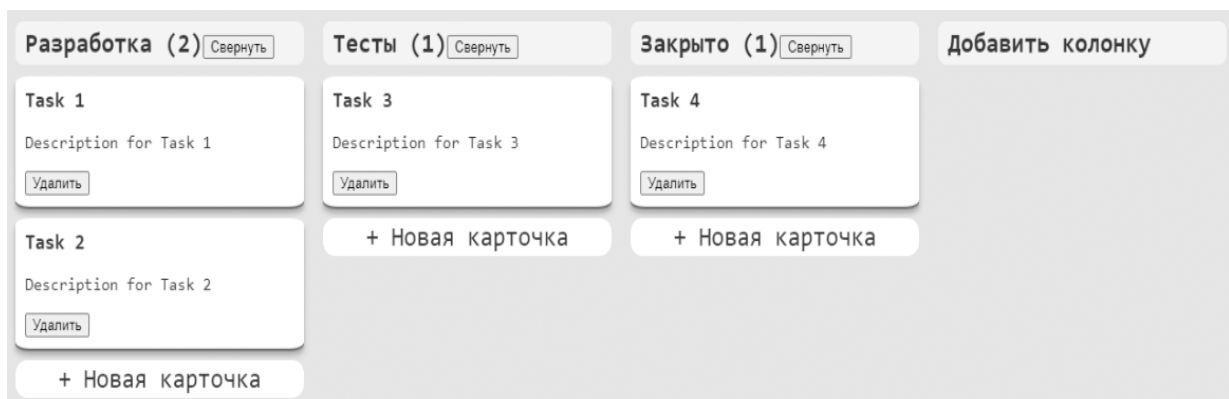 Разработка (2) Свернуть
Task 1
Description for Task 1
Удалить
Task 2
Description for Task 2
Удалить
+ Новая карточка
Тесты (1) Свернуть
Task 3
Description for Task 3
Удалить
+ Новая карточка
Закрыто (1) Свернуть
Task 4
Description for Task 4
Удалить
+ Новая карточка
Добавить колонку